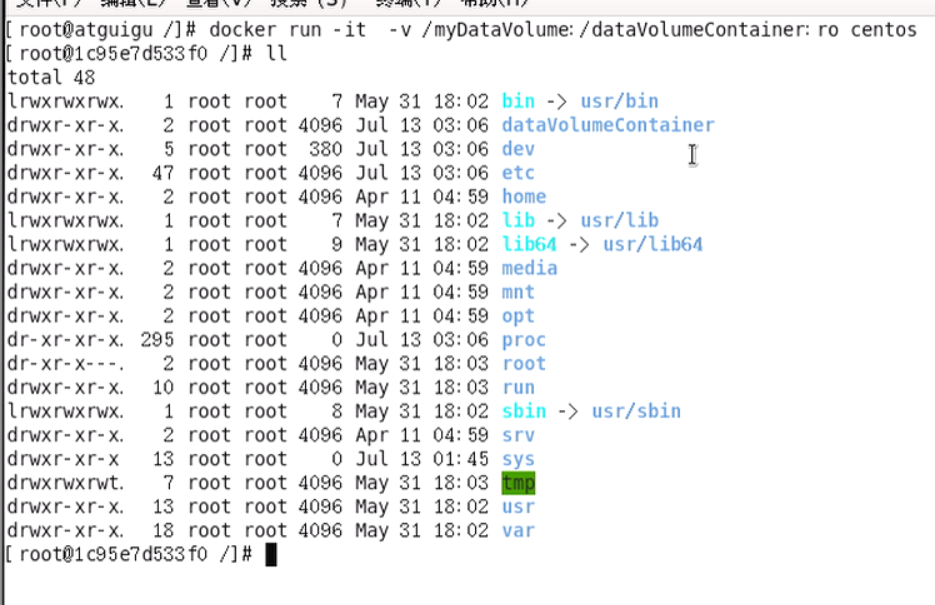 文件(F) 编辑(E) 查看(V) 搜索 (S) 终端(T) 帮助(H)
[root@atguigu /]# docker run -it  -v /myDataVolume:/dataVolumeContainer:ro centos
[root@1c95e7d533f0 /]# ll
total 48
lrwxrwxrwx.   1 root root    7 May 31 18:02 bin -> usr/bin
drwxr-xr-x.   2 root root 4096 Jul 13 03:06 dataVolumeContainer
drwxr-xr-x.   5 root root  380 Jul 13 03:06 dev
drwxr-xr-x.  47 root root 4096 Jul 13 03:06 etc
drwxr-xr-x.   2 root root 4096 Apr 11 04:59 home
lrwxrwxrwx.   1 root root    7 May 31 18:02 lib -> usr/lib
lrwxrwxrwx.   1 root root    9 May 31 18:02 lib64 -> usr/lib64
drwxr-xr-x.   2 root root 4096 Apr 11 04:59 media
drwxr-xr-x.   2 root root 4096 Apr 11 04:59 mnt
drwxr-xr-x.   2 root root 4096 Apr 11 04:59 opt
dr-xr-xr-x. 295 root root    0 Jul 13 03:06 proc
dr-xr-x---.   2 root root 4096 May 31 18:03 root
drwxr-xr-x.  10 root root 4096 May 31 18:03 run
lrwxrwxrwx.   1 root root    8 May 31 18:02 sbin -> usr/sbin
drwxr-xr-x.   2 root root 4096 Apr 11 04:59 srv
drwxr-xr-x   13 root root    0 Jul 13 01:45 sys
drwxrwxrwt.   7 root root 4096 May 31 18:03 tmp
drwxr-xr-x.  13 root root 4096 May 31 18:02 usr
drwxr-xr-x.  18 root root 4096 May 31 18:02 var
[root@1c95e7d533f0 /]#